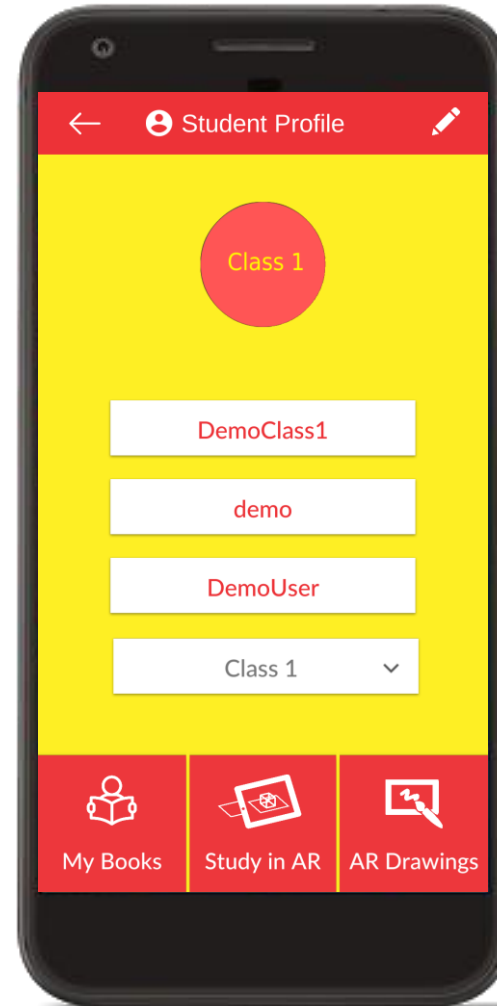 Student Profile
Class 1
DemoClass1
demo
DemoUser
Class 1
My Books
Study in AR
AR Drawings